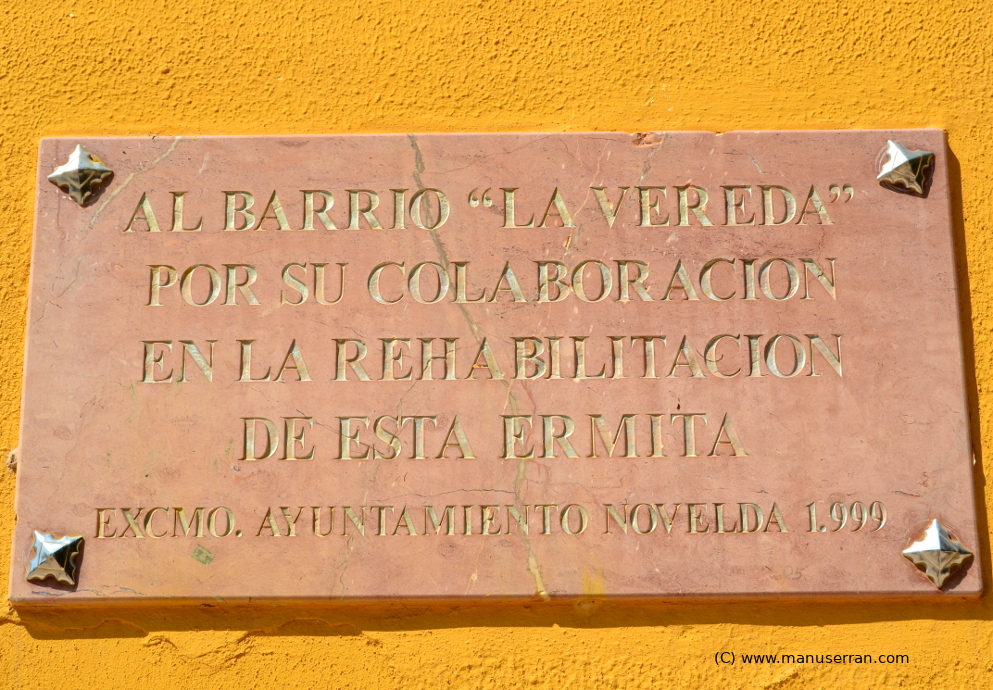 AL BARRIO “LA VEREDA”
POR SU COLABORACION
EN LA REHABILITACION
DE ESTA ERMITA
EXCMO. AYUNTAMIENTO NOVELDA 1.999
(C) www.manuserran.com